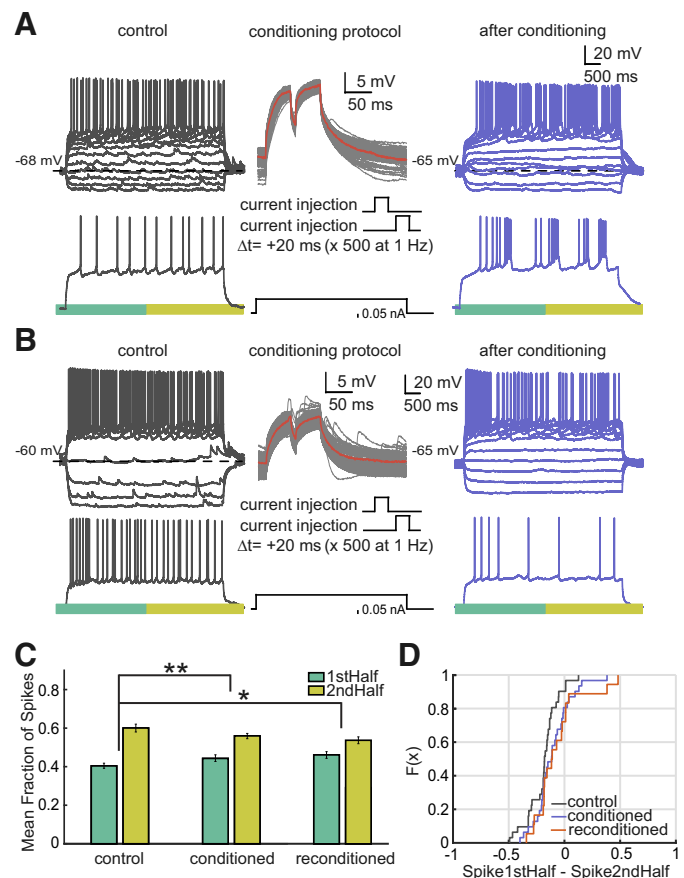 A
control
conditioning protocol
after conditioning
20 mV
500 ms
5 mV
50 ms
-68 mV
-65 mV
current injection
current injection
Δt= +20 ms (x 500 at 1 Hz)
0.05 nA
B
control
conditioning protocol
after conditioning
5 mV
50 ms
20 mV
500 ms
-60 mV
-65 mV
current injection
current injection
Δt= +20 ms (x 500 at 1 Hz)
0.05 nA
C
**
*
1stHalf
2ndHalf
Mean Fraction of Spikes
0.8
0.6
0.4
0.2
0
control
conditioned
reconditioned
D
F(x)
1
0.8
0.6
0.4
0.2
0
control
conditioned
reconditioned
-1
-0.5
0
0.5
1
Spike1stHalf - Spike2ndHalf